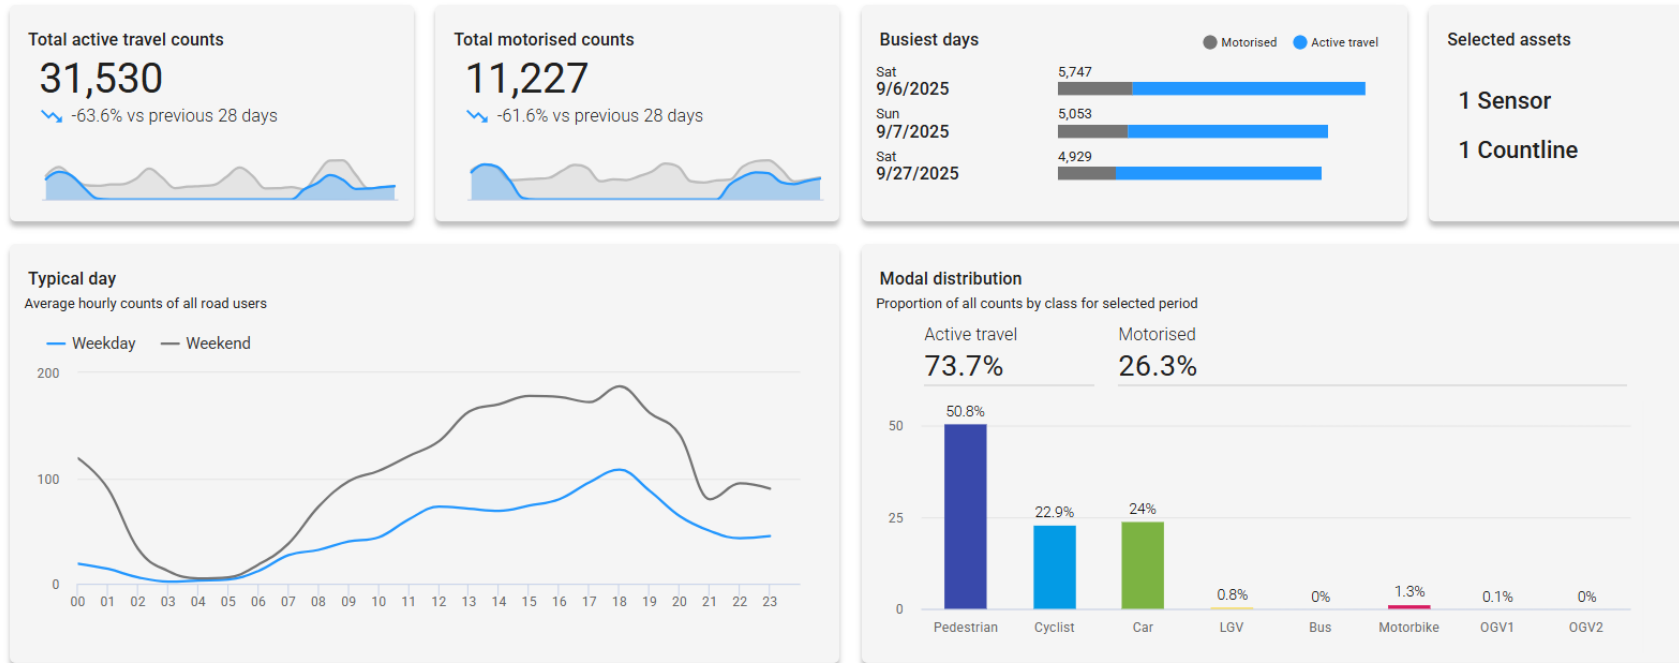 Total active travel counts
31,530
-63.6% vs previous 28 days
Total motorised counts
11,227
-61.6% vs previous 28 days
Busiest days
Motorised Active travel
Sat
9/6/2025
5,747
Sun
9/7/2025
5,053
Sat
9/27/2025
4,929
Selected assets
1 Sensor
1 Countline
Typical day
Average hourly counts of all road users
Weekday Weekend
200
100
0
00 01 02 03 04 05 06 07 08 09 10 11 12 13 14 15 16 17 18 19 20 21 22 23
Modal distribution
Proportion of all counts by class for selected period
Active travel
73.7%
Motorised
26.3%
50
25
0
50.8%
22.9%
24%
0.8%
0%
1.3%
0.1%
0%
Pedestrian Cyclist Car LGV Bus Motorbike OGV1 OGV2